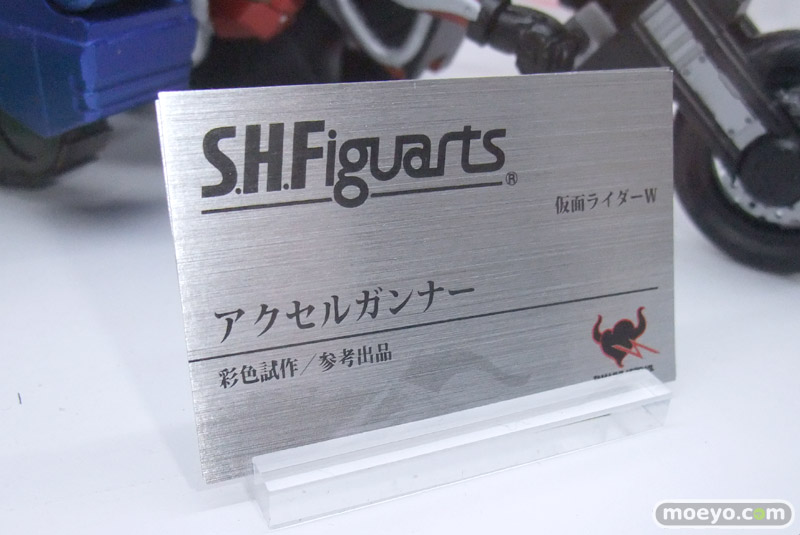 S.H.Figuarts®
仮面ライダーW
アクセルガンナー
彩色試作／参考出品
moeyo.com